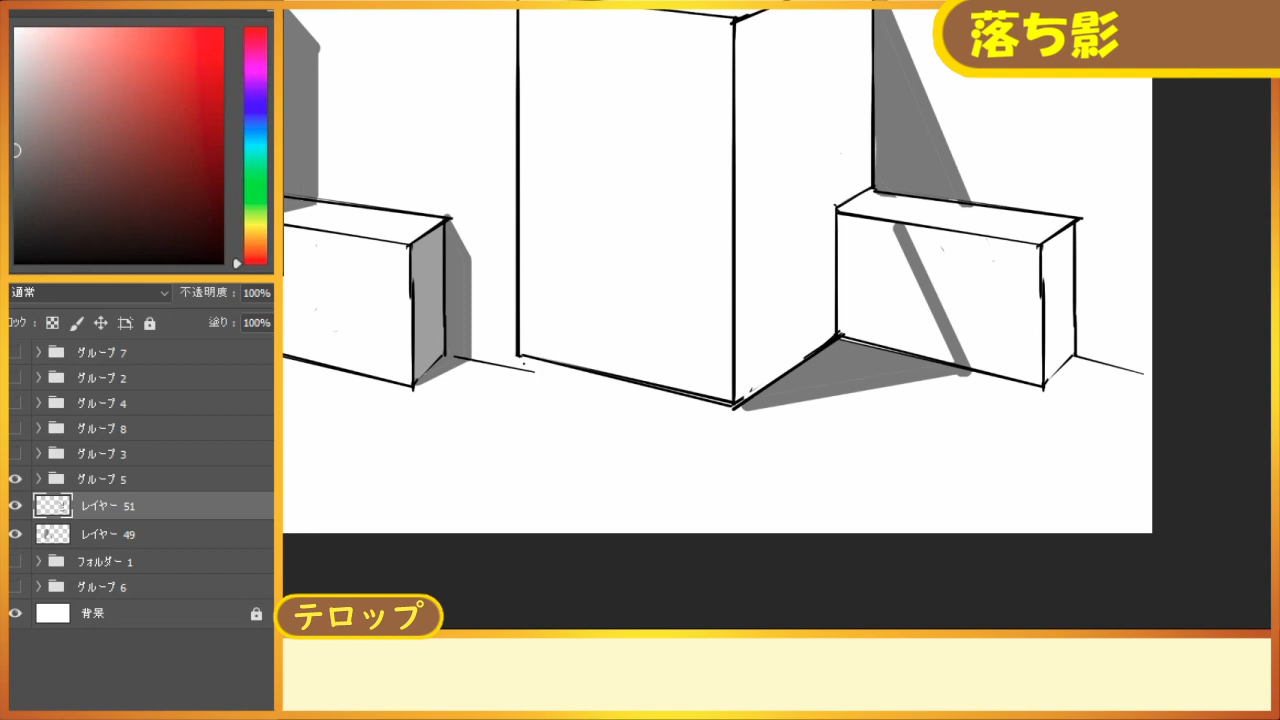 落ち影
通常
不透明度： 100%
ロック：
塗り： 100%
グループ 7
グループ 2
グループ 4
グループ 8
グループ 3
グループ 5
レイヤー 51
レイヤー 49
フォルダー 1
グループ 6
背景
テロップ